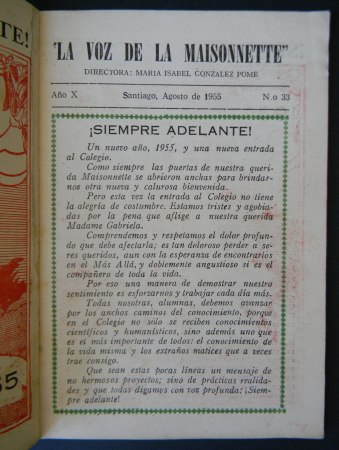 TE!
"LA VOZ DE LA MAISONNETTE"
DIRECTORA: MARIA ISABEL GONZALEZ POME
Año X Santiago, Agosto de 1955 N.o 33
¡SIEMPRE ADELANTE!
Un nuevo año, 1955, y una nueva entrada
al Colegio.
Como siempre las puertas de nuestra queri-
da Maisonnette se abrieron anchas para brindar-
nos otra nueva y calurosa bienvenida.
Pero esta vez la entrada al Colegio no tiene
la alegría de costumbre. Estamos tristes y agobia-
das por la pena que aflige a nuestra querida
Madame Gabriela.
Comprendemos y respetamos el dolor profun-
do que debe afectarla; es tan doloroso perder a se-
res queridos, aun con la esperanza de encontrarlos
en el Más Allá, y doblemente angustioso si es el
compañero de toda la vida.
Por eso una manera de demostrar nuestro
sentimiento es esforzarnos y trabajar cada día más.
Todas nosotras, alumnas, debemos avanzar
por los anchos caminos del conocimiento, porque
en el Colegio no sólo se reciben conocimientos
científicos y humanísticos, sino además uno que
es el más importante de todos: el conocimiento de
la vida misma y los extraños matices que a veces
trae consigo.
Que sean estas pocas líneas un mensaje de
no hermosos proyectos; sino de prácticas realida-
des y que todas digamos con voz profunda: ¡Siem-
pre adelante!
55